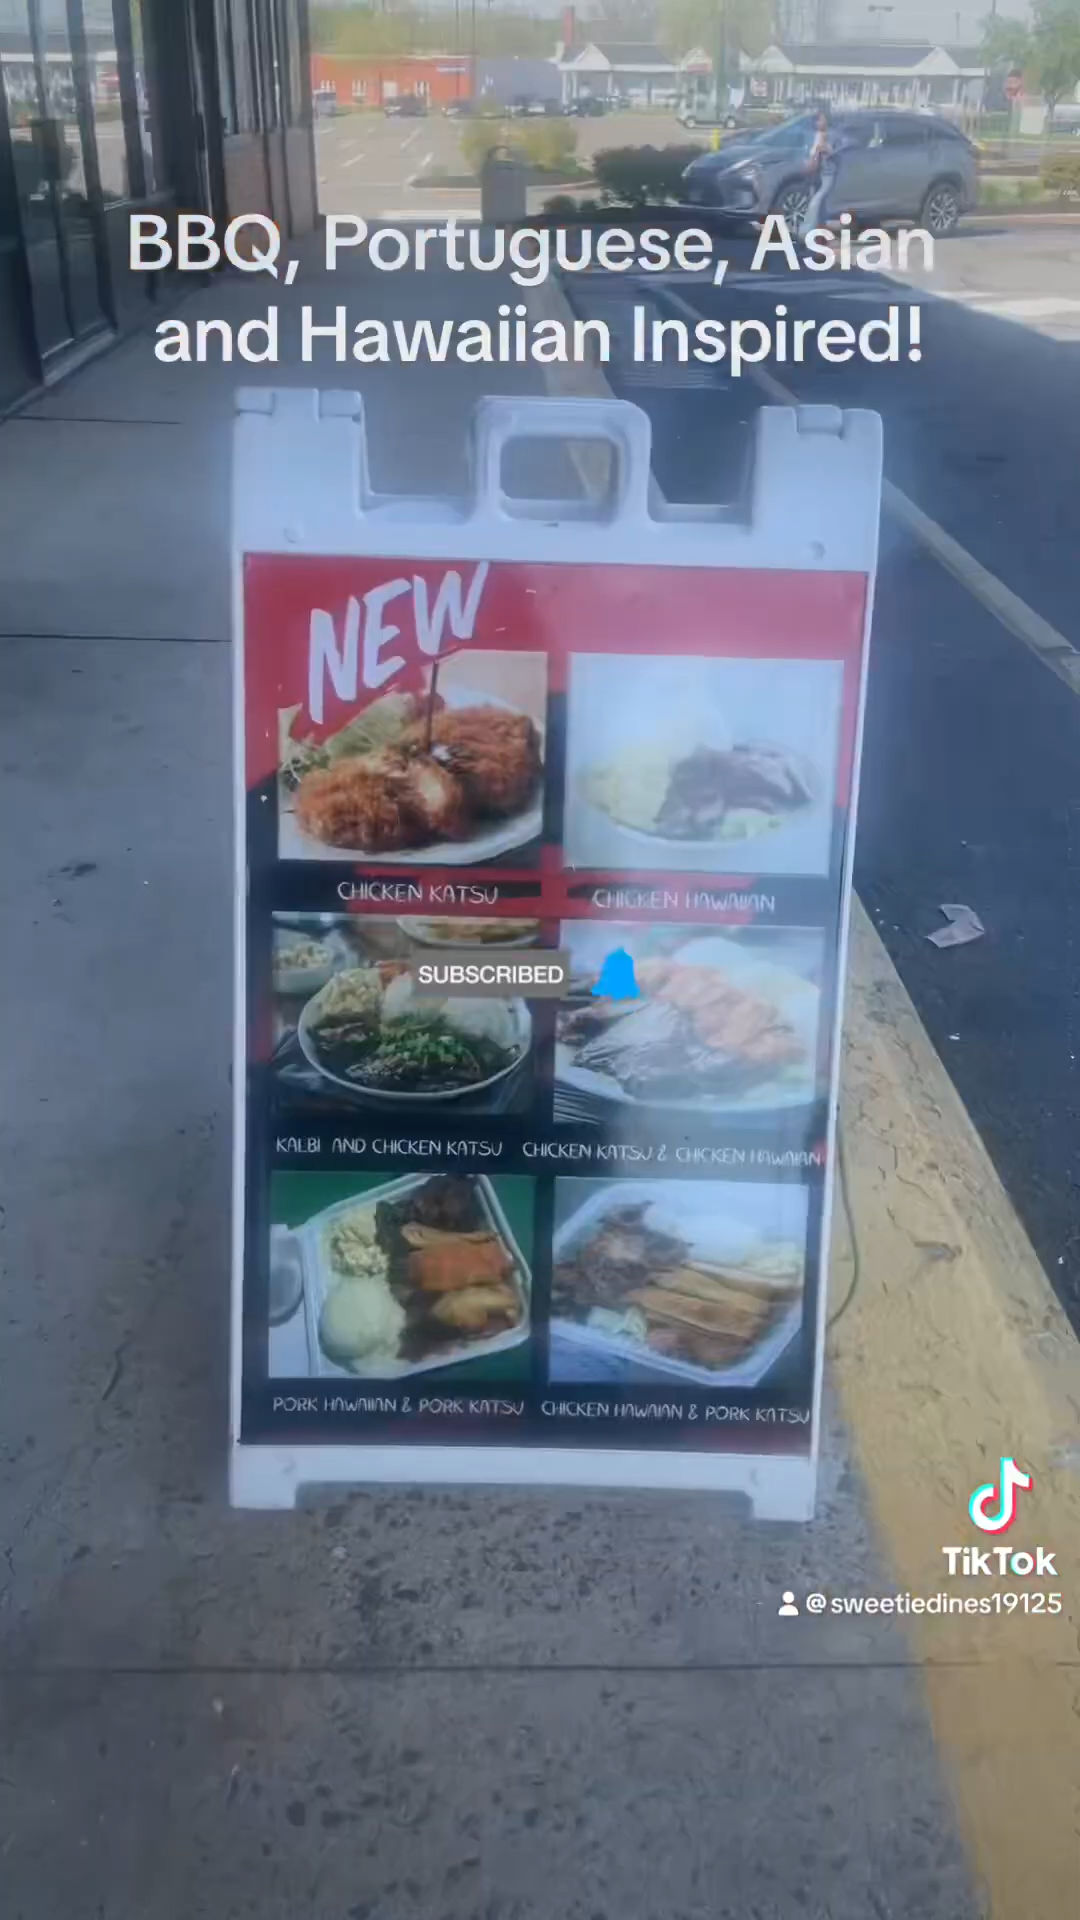 BBQ, Portuguese, Asian
and Hawaiian Inspired!
NEW
CHICKEN KATSU
CHICKEN HAWAIIAN
SUBSCRIBED
KALBI AND CHICKEN KATSU
CHICKEN KATSU & CHICKEN HAWAIIAN
PORK HAWAIIAN & PORK KATSU
CHICKEN HAWAIIAN & PORK KATSU
TikTok
@sweetiedines19125